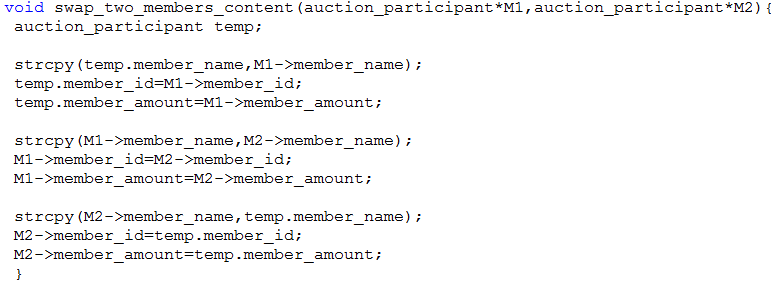 void swap_two_members_content(auction_participant*M1,auction_participant*M2){
auction_participant temp;
strcpy(temp.member_name,M1->member_name);
temp.member_id=M1->member_id;
temp.member_amount=M1->member_amount;
strcpy(M1->member_name,M2->member_name);
M1->member_id=M2->member_id;
M1->member_amount=M2->member_amount;
strcpy(M2->member_name,temp.member_name);
M2->member_id=temp.member_id;
M2->member_amount=temp.member_amount;
}